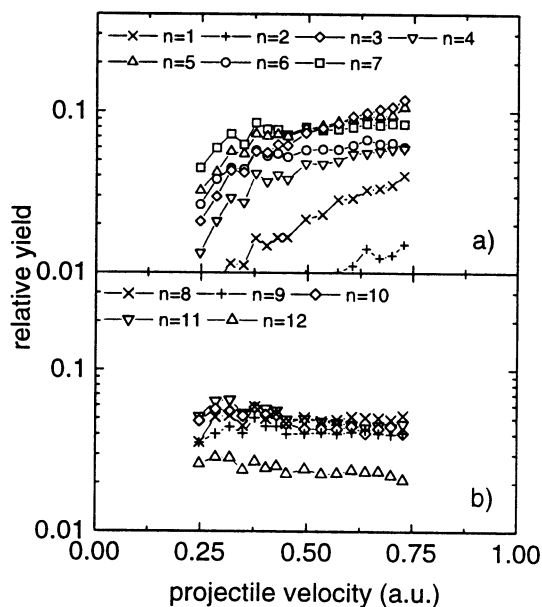 n=1 n=2 n=3 n=4
n=5 n=6 n=7
0.1
a)
0.01
relative yield
n=8 n=9 n=10
n=11 n=12
0.1
b)
0.01
0.00 0.25 0.50 0.75 1.00
projectile velocity (a.u.)